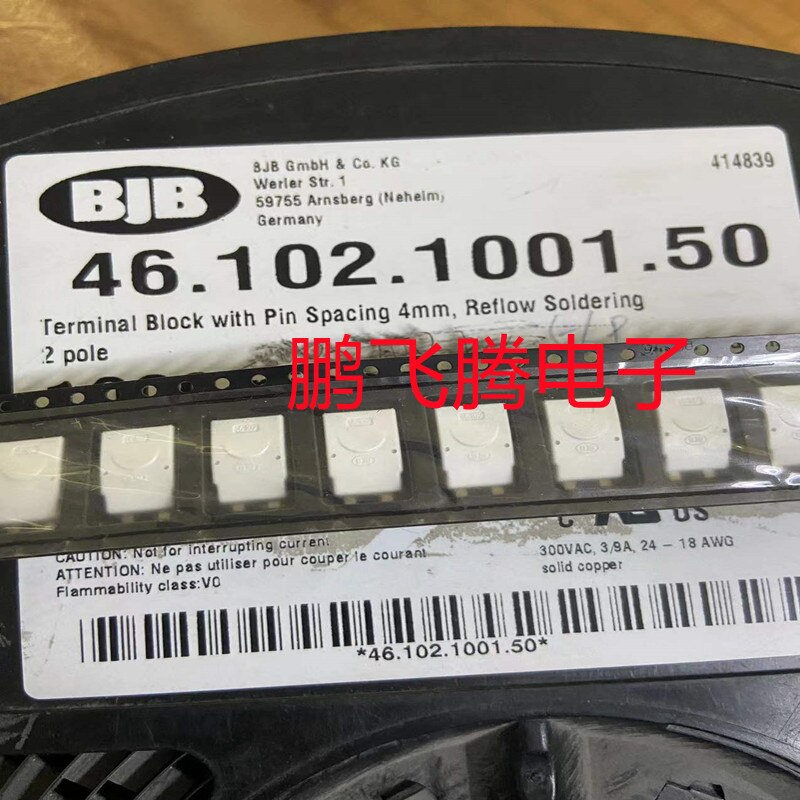 BJB
BJB GmbH & Co. KG
Werler Str. 1
59755 Arnsberg (Neheim)
Germany
414839
46.102.1001.50
Terminal Block with Pin Spacing 4mm, Reflow Soldering
2 pole
鹏飞腾电子
US
CAUTION: Not for interrupting current
ATTENTION: Ne pas utiliser pour couper le courant
Flammability class:V0
300VAC, 3/9A, 24 – 18 AWG
solid copper
*46.102.1001.50*